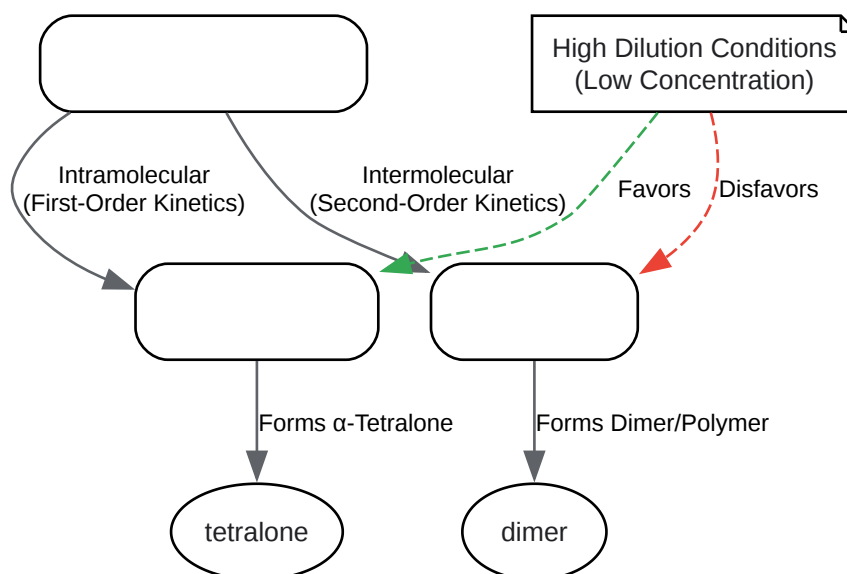 High Dilution Conditions
(Low Concentration)
Intramolecular
(First-Order Kinetics)
Intermolecular
(Second-Order Kinetics)
Favors
Disfavors
Forms α-Tetralone
Forms Dimer/Polymer
tetralone
dimer